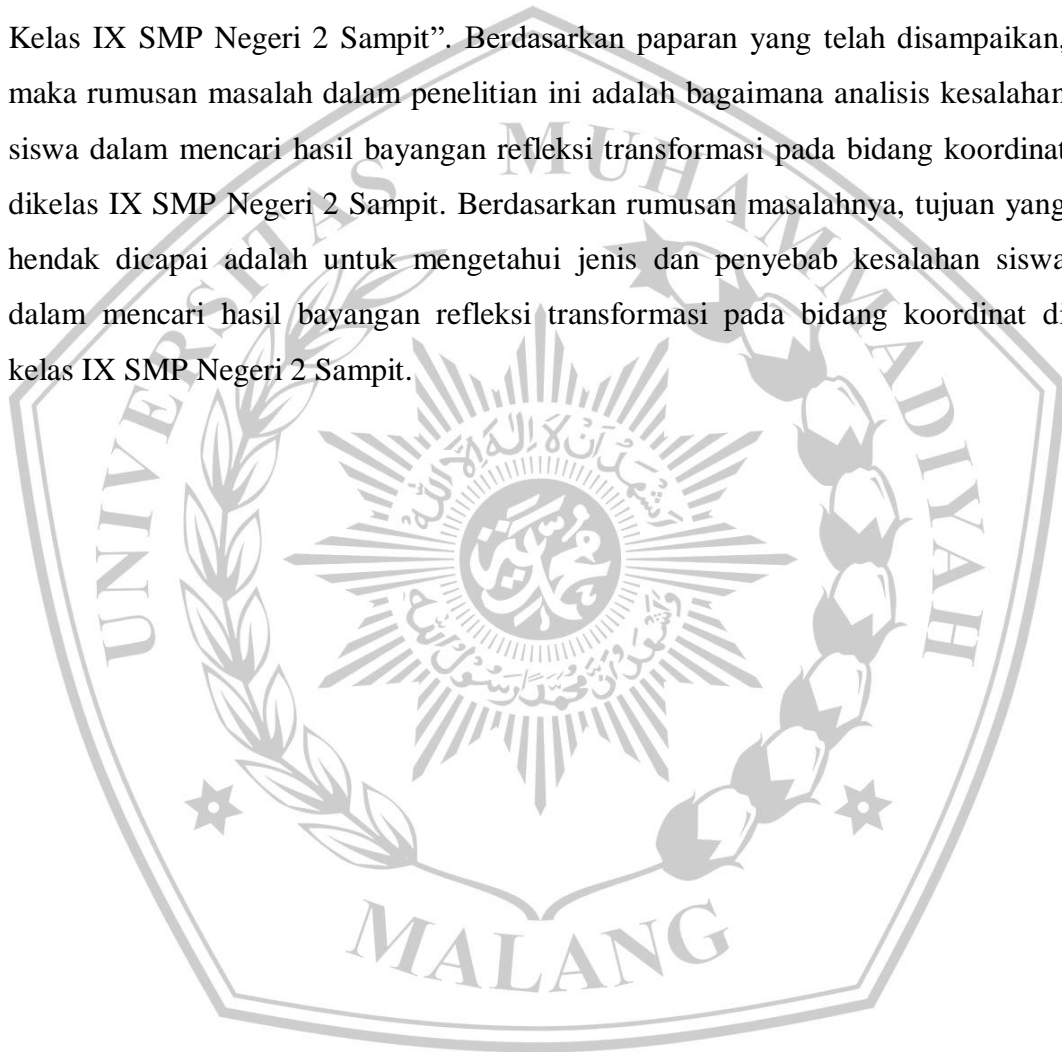 Kelas IX SMP Negeri 2 Sampit”. Berdasarkan paparan yang telah disampaikan,
maka rumusan masalah dalam penelitian ini adalah bagaimana analisis kesalahan
siswa dalam mencari hasil bayangan refleksi transformasi pada bidang koordinat
dikelas IX SMP Negeri 2 Sampit. Berdasarkan rumusan masalahnya, tujuan yang
hendak dicapai adalah untuk mengetahui jenis dan penyebab kesalahan siswa
dalam mencari hasil bayangan refleksi transformasi pada bidang koordinat di
kelas IX SMP Negeri 2 Sampit.
UNIVERSITAS MUHAMMADIYAH
MALANG